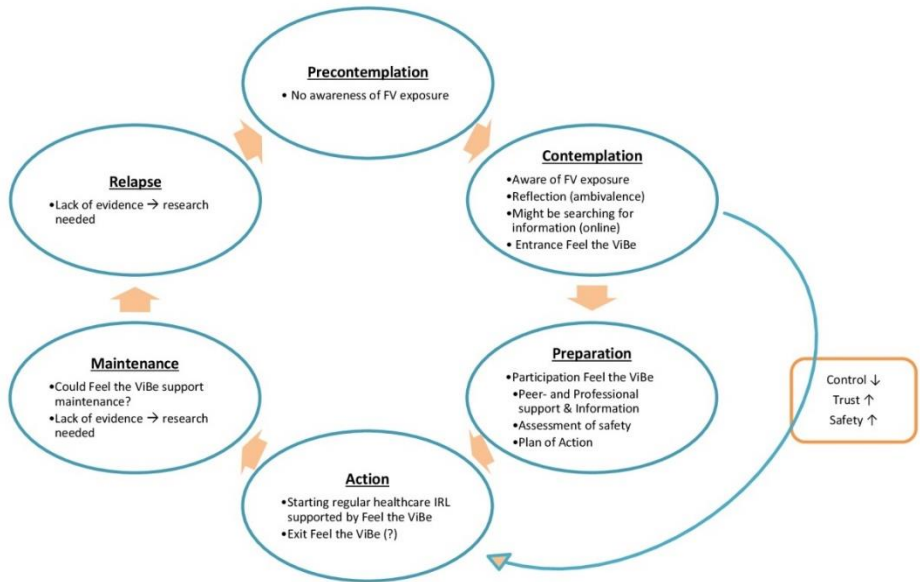 Precontemplation
• No awareness of FV exposure
Contemplation
•Aware of FV exposure
•Reflection (ambivalence)
•Might be searching for
information (online)
• Entrance Feel the ViBe
Preparation
•Participation Feel the ViBe
•Peer- and Professional
support & Information
•Assessment of safety
•Plan of Action
Control ↓
Trust ↑
Safety ↑
Action
•Starting regular healthcare IRL
supported by Feel the ViBe
•Exit Feel the ViBe (?)
Maintenance
•Could Feel the ViBe support
maintenance?
•Lack of evidence → research
needed
Relapse
•Lack of evidence → research
needed